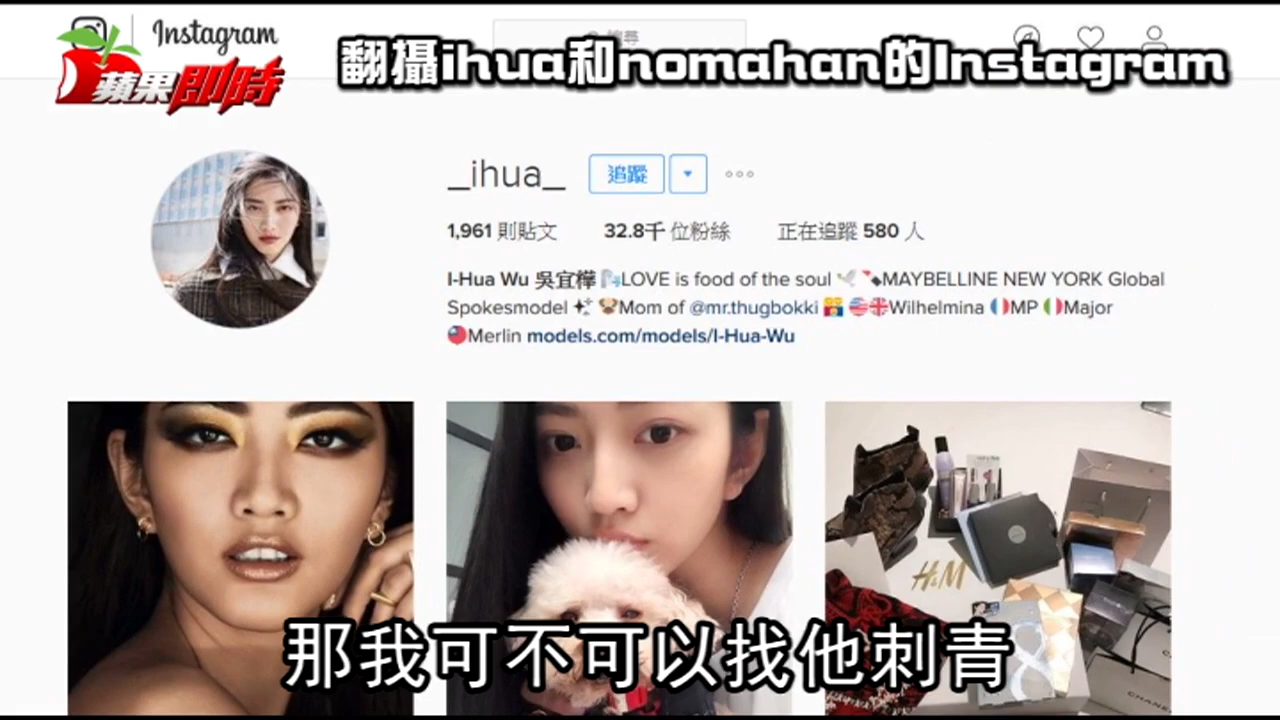 Instagram
搜尋
蘋果即時
翻攝ihua和nomahan的Instagram
_ihua_ 追蹤
1,961 則貼文 32.8千 位粉絲 正在追蹤 580 人
I-Hua Wu 吳宜樺 LOVE is food of the soul MAYBELLINE NEW YORK Global
Spokesmodel Mom of @mr.thugbokki Wilhelmina MP Major
Merlin models.com/models/I-Hua-Wu
H&M
CHANEL
那我可不可以找他刺青